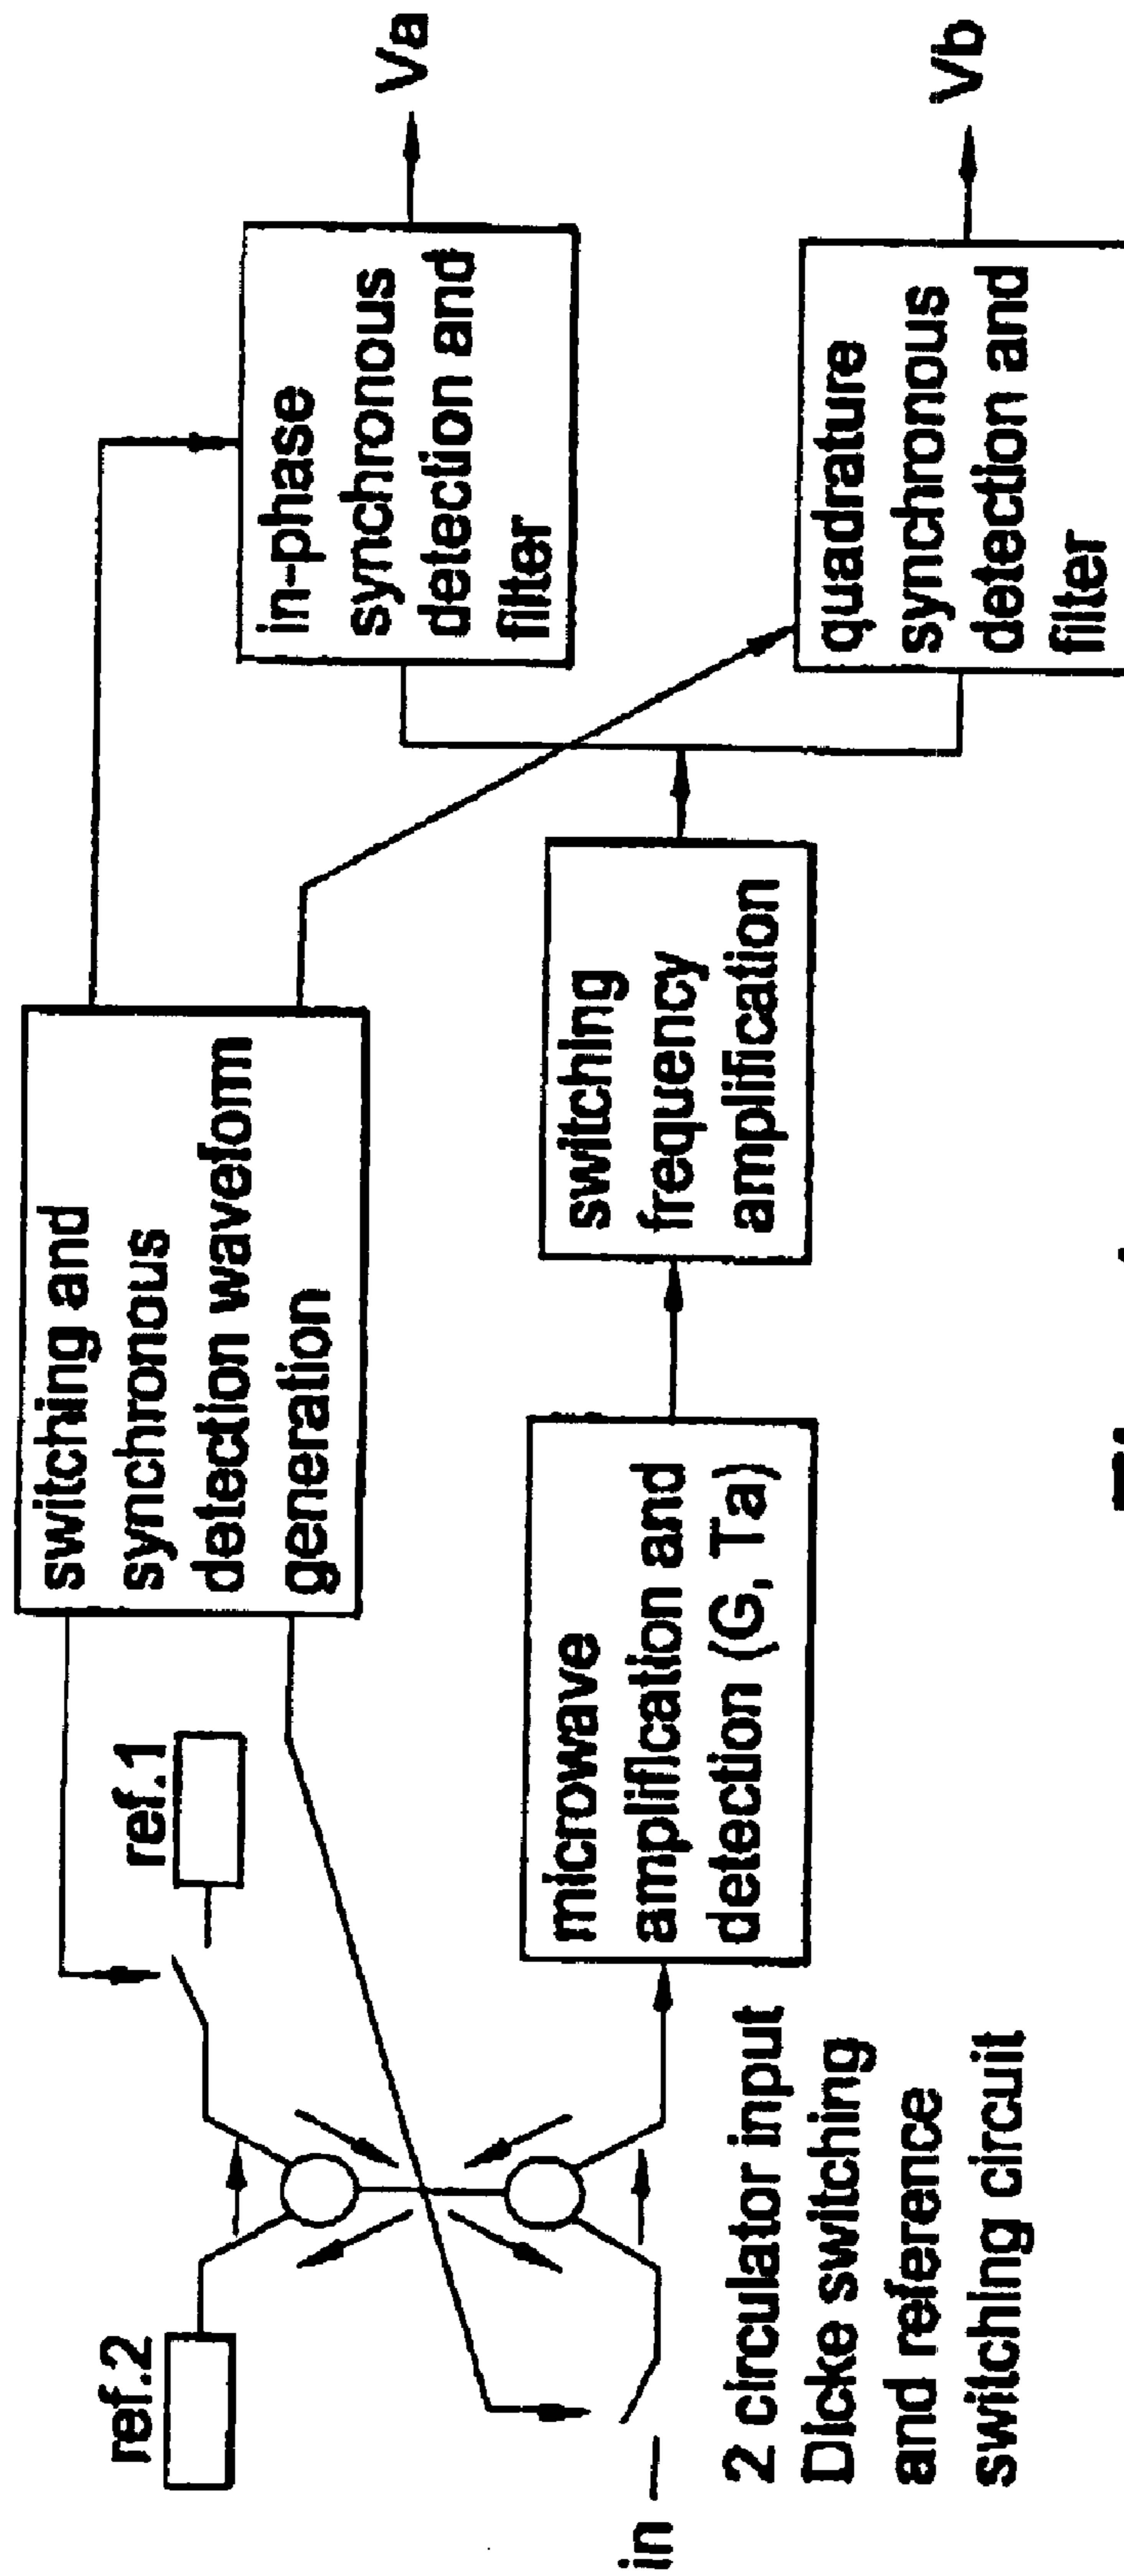 ref.2
ref.1
switching and
synchronous
detection waveform
generation
in-phase
synchronous
detection and
filter
Va
in
microwave
amplification and
detection (G, Ta)
switching
frequency
amplification
quadrature
synchronous
detection and
filter
Vb
2 circulator input
Dicke switching
and reference
switching circuit